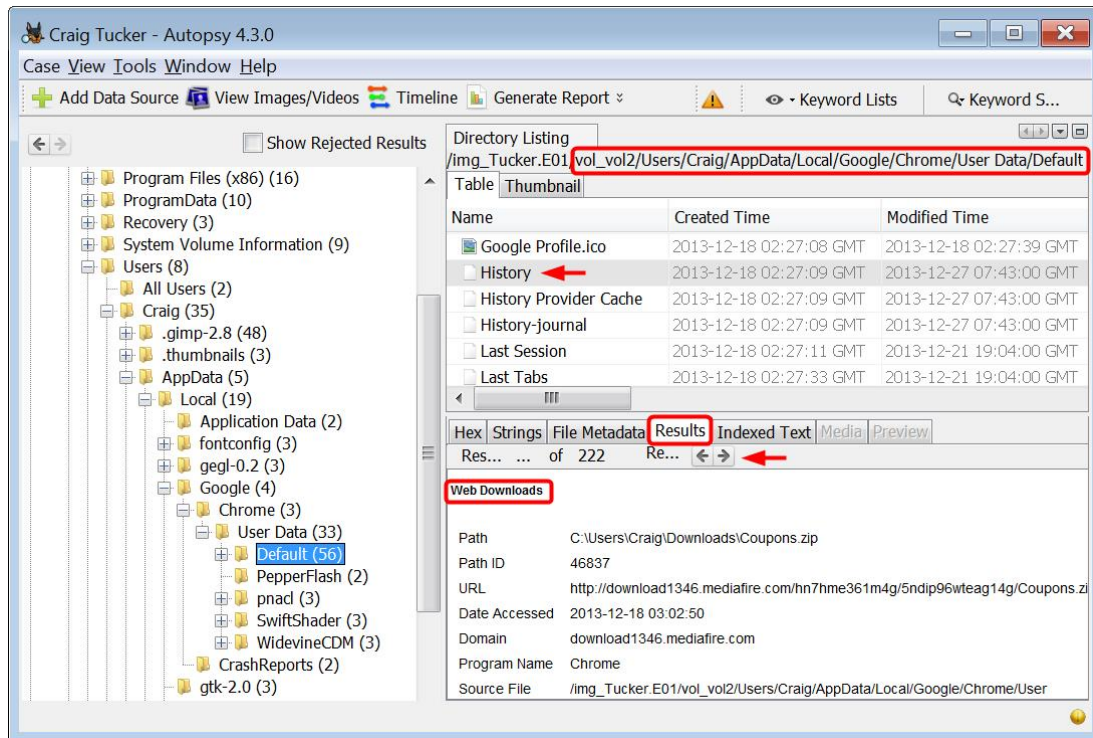 Craig Tucker - Autopsy 4.3.0
Case View Tools Window Help
Add Data Source View Images/Videos Timeline Generate Report Keyword Lists Keyword S...
Show Rejected Results
Program Files (x86) (16)
ProgramData (10)
Recovery (3)
System Volume Information (9)
Users (8)
All Users (2)
Craig (35)
.gimp-2.8 (48)
.thumbnails (3)
AppData (5)
Local (19)
Application Data (2)
fontconfig (3)
gegl-0.2 (3)
Google (4)
Chrome (3)
User Data (33)
Default (56)
PepperFlash (2)
pnacl (3)
SwiftShader (3)
WidevineCDM (3)
CrashReports (2)
gtk-2.0 (3)
Directory Listing
/img_Tucker.E01/vol_vol2/Users/Craig/AppData/Local/Google/Chrome/User Data/Default
Table Thumbnail
Name Created Time Modified Time
Google Profile.ico 2013-12-18 02:27:08 GMT 2013-12-18 02:27:39 GMT
History 2013-12-18 02:27:09 GMT 2013-12-27 07:43:00 GMT
History Provider Cache 2013-12-18 02:27:09 GMT 2013-12-27 07:43:00 GMT
History-journal 2013-12-18 02:27:09 GMT 2013-12-27 07:43:00 GMT
Last Session 2013-12-18 02:27:11 GMT 2013-12-21 19:04:00 GMT
Last Tabs 2013-12-18 02:27:33 GMT 2013-12-21 19:04:00 GMT
Hex Strings File Metadata Results Indexed Text Media Preview
Res... ... of 222 Re...
Web Downloads
Path C:\Users\Craig\Downloads\Coupons.zip
Path ID 46837
URL http://download1346.mediafire.com/hn7hme361m4g/5ndip96wteag14g/Coupons.zi
Date Accessed 2013-12-18 03:02:50
Domain download1346.mediafire.com
Program Name Chrome
Source File /img_Tucker.E01/vol_vol2/Users/Craig/AppData/Local/Google/Chrome/User